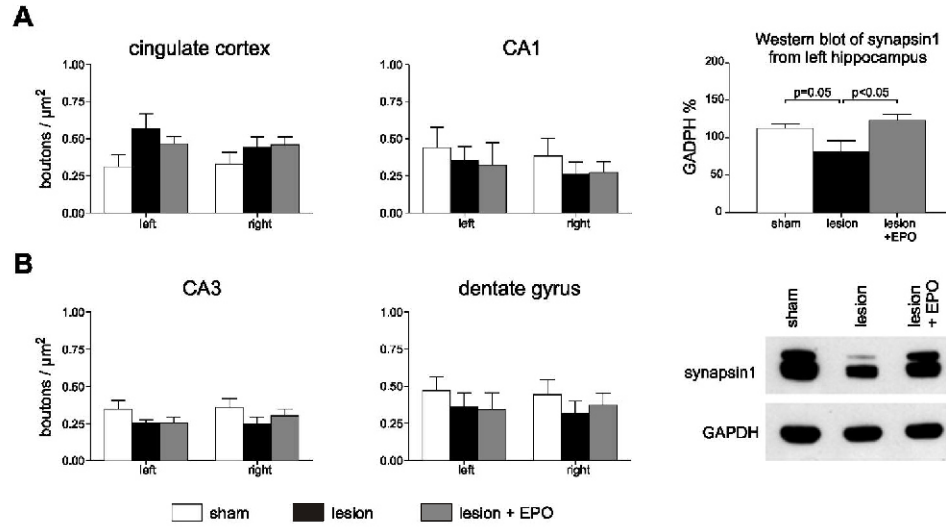 A
cingulate cortex
boutons / µm²
1.00
0.75
0.50
0.25
0.00
left
right
CA1
1.00
0.75
0.50
0.25
0.00
left
right
Western blot of synapsin1
from left hippocampus
GADPH %
200
150
100
50
0
p=0.05
p<0.05
sham
lesion
lesion
+EPO
B
CA3
boutons / µm²
1.00
0.75
0.50
0.25
0.00
left
right
dentate gyrus
1.00
0.75
0.50
0.25
0.00
left
right
sham
lesion
lesion
+ EPO
synapsin1
GAPDH
sham
lesion
lesion + EPO